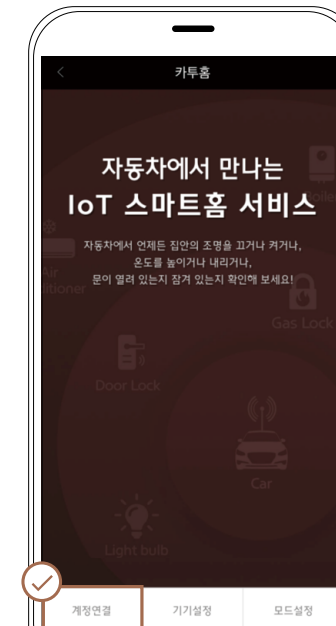 카투홈
자동차에서 만나는
IoT 스마트홈 서비스
자동차에서 언제든 집안의 조명을 끄거나 켜거나,
온도를 높이거나 내리거나,
문이 열려 있는지 잠겨 있는지 확인해 보세요!
Boiler
Air
ditioner
Gas Lock
Door Lock
Car
Light bulb
계정연결
기기설정
모드설정